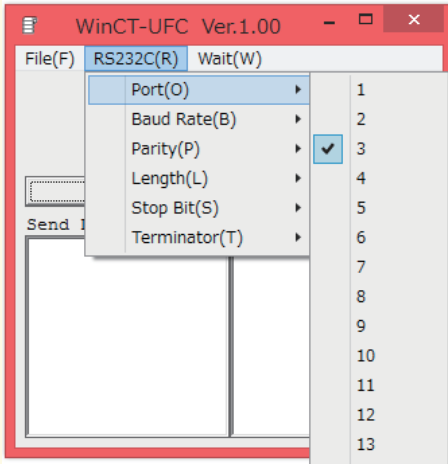 WinCT-UFC Ver.1.00
File(F) RS232C(R) Wait(W)
Port(O)
Baud Rate(B)
Parity(P)
Length(L)
Stop Bit(S)
Terminator(T)
1
2
3
4
5
6
7
8
9
10
11
12
13
Send